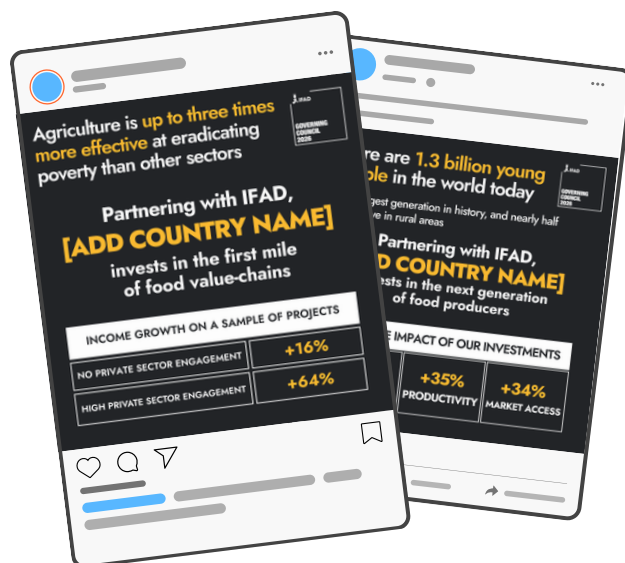 Agriculture is up to three times
more effective at eradicating
poverty than other sectors
IFAD
GOVERNING
COUNCIL
2026
Partnering with IFAD,
[ADD COUNTRY NAME]
invests in the first mile
of food value-chains
INCOME GROWTH ON A SAMPLE OF PROJECTS
NO PRIVATE SECTOR ENGAGEMENT +16%
HIGH PRIVATE SECTOR ENGAGEMENT +64%
re are 1.3 billion young
ple in the world today
IFAD
GOVERNING
COUNCIL
2026
gest generation in history, and nearly half
ve in rural areas
Partnering with IFAD,
D COUNTRY NAME]
ests in the next generation
of food producers
E IMPACT OF OUR INVESTMENTS
+35% +34%
PRODUCTIVITY MARKET ACCESS